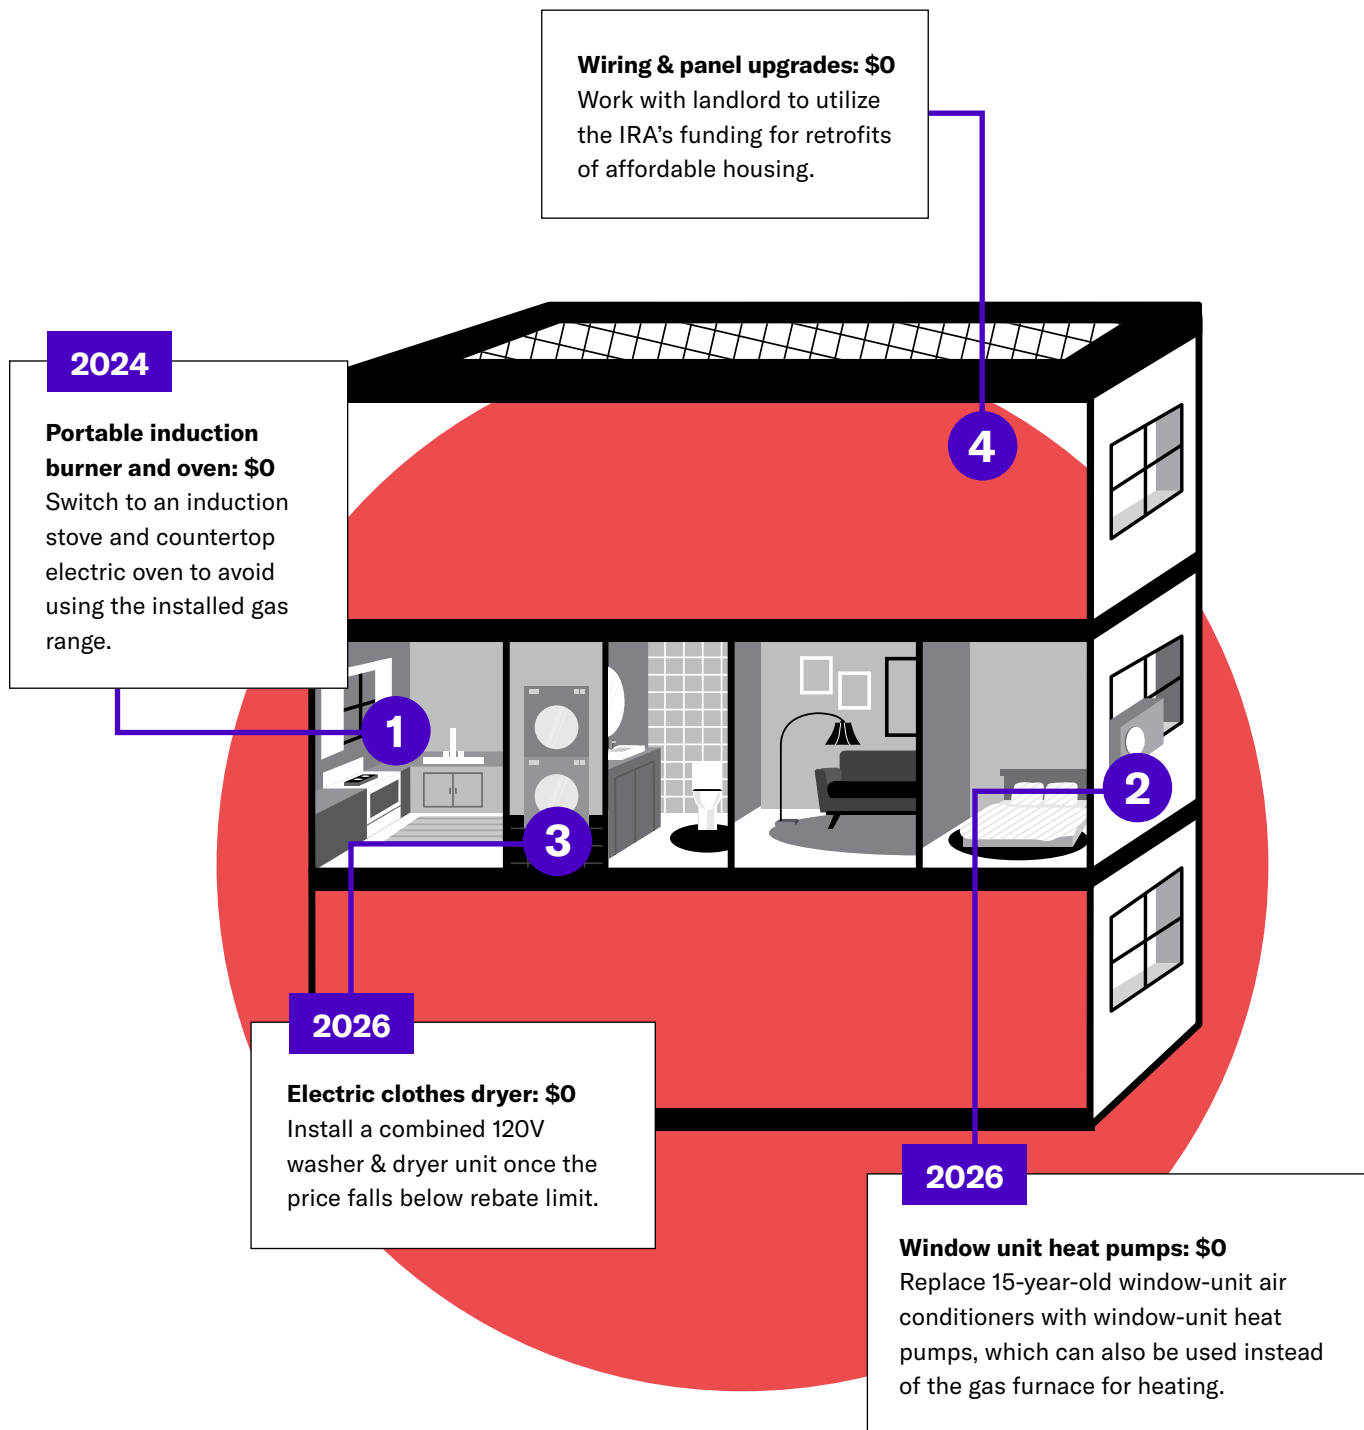 Wiring & panel upgrades: $0
Work with landlord to utilize
the IRA’s funding for retrofits
of affordable housing.
4
2024
Portable induction
burner and oven: $0
Switch to an induction
stove and countertop
electric oven to avoid
using the installed gas
range.
1
2
3
2026
Electric clothes dryer: $0
Install a combined 120V
washer & dryer unit once the
price falls below rebate limit.
2026
Window unit heat pumps: $0
Replace 15-year-old window-unit air
conditioners with window-unit heat
pumps, which can also be used instead
of the gas furnace for heating.